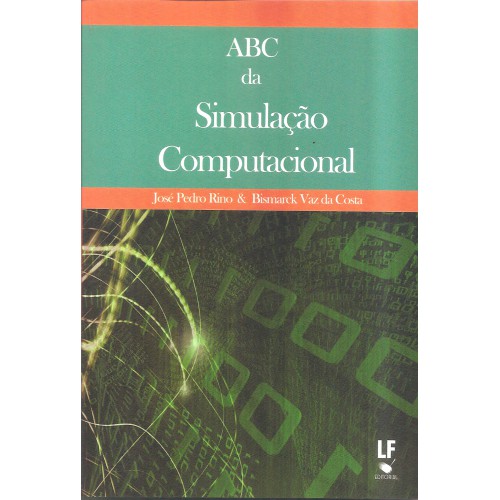 ABC
da
Simulação
Computacional
José Pedro Rino & Bismarck Vaz da Costa
LF
EDITORIAL